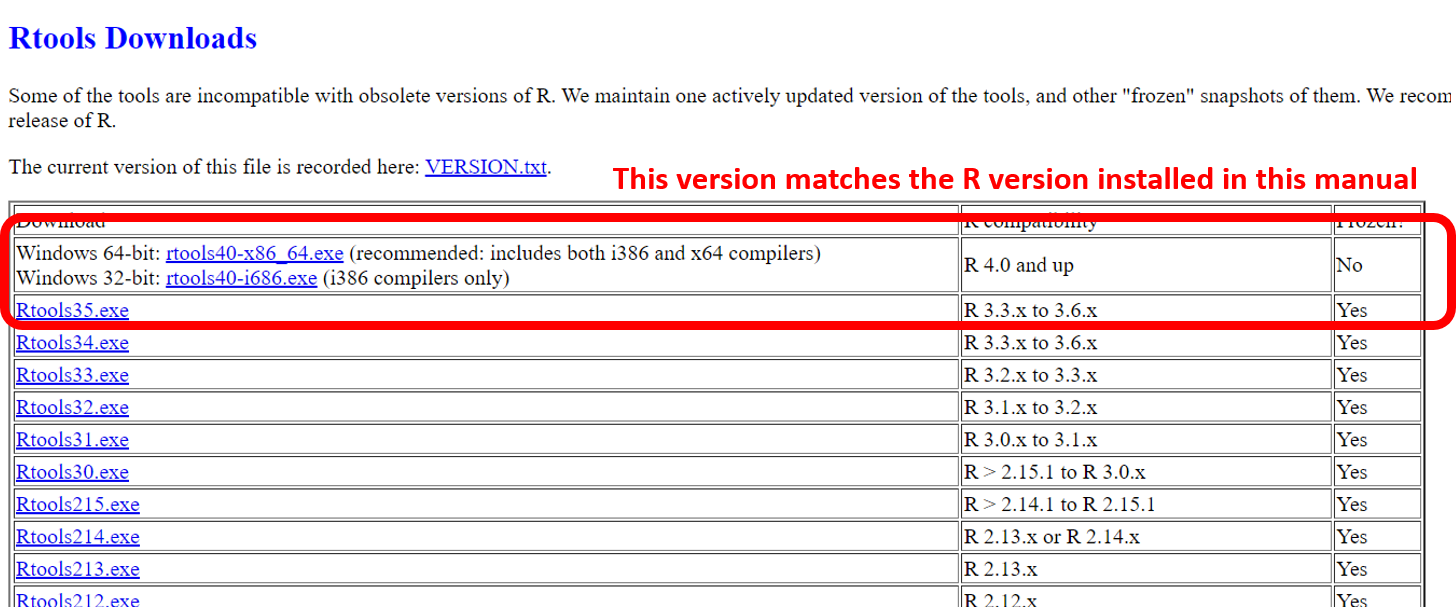 Rtools Downloads
Some of the tools are incompatible with obsolete versions of R. We maintain one actively updated version of the tools, and other "frozen" snapshots of them. We recom
release of R.
The current version of this file is recorded here: VERSION.txt.
This version matches the R version installed in this manual
Download R compatibility Frozen?
Windows 64-bit: rtools40-x86_64.exe (recommended: includes both i386 and x64 compilers)
Windows 32-bit: rtools40-i686.exe (i386 compilers only)
R 4.0 and up No
Rtools35.exe R 3.3.x to 3.6.x Yes
Rtools34.exe R 3.3.x to 3.6.x Yes
Rtools33.exe R 3.2.x to 3.3.x Yes
Rtools32.exe R 3.1.x to 3.2.x Yes
Rtools31.exe R 3.0.x to 3.1.x Yes
Rtools30.exe R > 2.15.1 to R 3.0.x Yes
Rtools215.exe R > 2.14.1 to R 2.15.1 Yes
Rtools214.exe R 2.13.x or R 2.14.x Yes
Rtools213.exe R 2.13.x Yes
Rtools212.exe R 2.12.x Yes